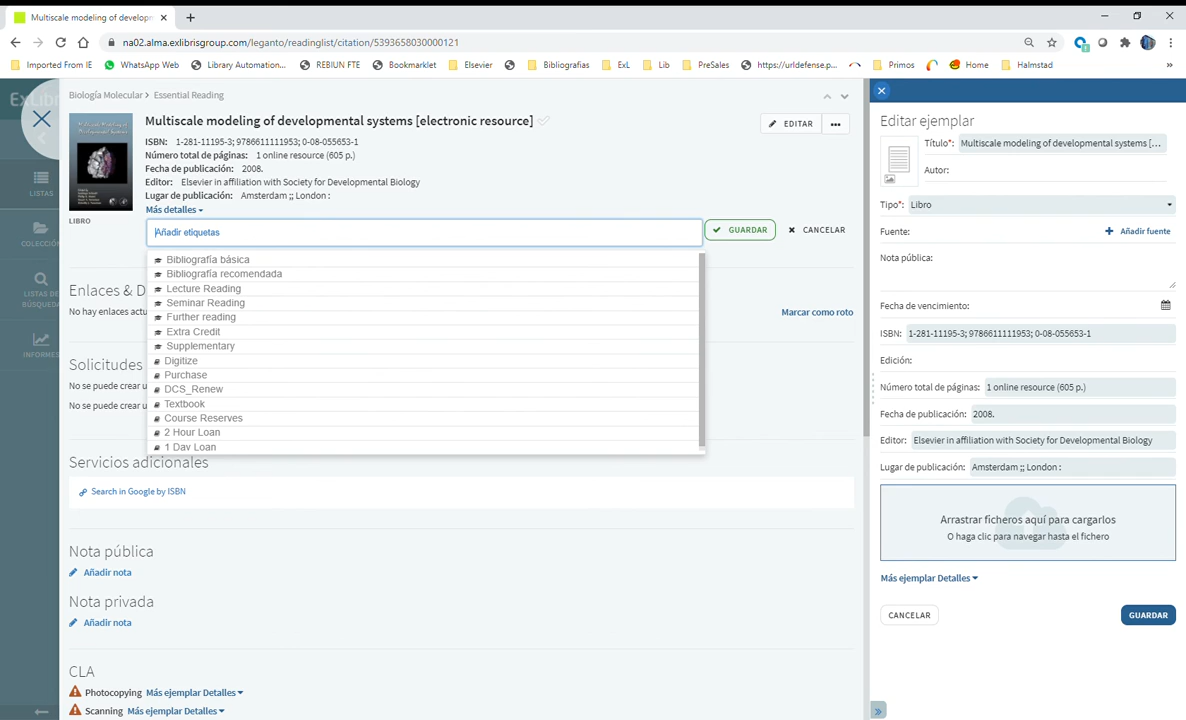 Multiscale modeling of developm
na02.alma.exlibrisgroup.com/leganto/readinglist/citation/5393658030000121
Imported From IE
WhatsApp Web
Library Automation...
REBIUN FTE
Bookmarklet
Elsevier
Bibliografias
ExL
Lib
PreSales
https://urldefense.p...
Primos
Home
Halmstad
»
LISTAS
INFORMES
Biología Molecular > Essential Reading
Multiscale modeling of developmental systems [electronic resource]
EDITAR
ISBN: 1-281-11195-3; 9786611111953; 0-08-055653-1
Número total de páginas: 1 online resource (605 p.)
Fecha de publicación: 2008.
Editor: Elsevier in affiliation with Society for Developmental Biology
Lugar de publicación: Amsterdam ;; London :
Más detalles
LIBRO
Añadir etiquetas
GUARDAR
CANCELAR
Bibliografía básica
Bibliografía recomendada
Lecture Reading
Seminar Reading
Further reading
Extra Credit
Supplementary
Digitize
Purchase
DCS_Renew
Textbook
Course Reserves
2 Hour Loan
1 Day Loan
Enlaces & D
No hay enlaces actu
Marcar como roto
Solicitudes
No se puede crear u
No se puede crear u
Servicios adicionales
Search in Google by ISBN
Nota pública
Añadir nota
Nota privada
Añadir nota
CLA
Photocopying Más ejemplar Detalles
Scanning Más ejemplar Detalles
Editar ejemplar
Título*: Multiscale modeling of developmental systems [...
Autor:
Tipo*: Libro
Fuente: Añadir fuente
Nota pública:
Fecha de vencimiento:
ISBN: 1-281-11195-3; 9786611111953; 0-08-055653-1
Edición:
Número total de páginas: 1 online resource (605 p.)
Fecha de publicación: 2008.
Editor: Elsevier in affiliation with Society for Developmental Biology
Lugar de publicación: Amsterdam ;; London :
Arrastrar ficheros aquí para cargarlos
O haga clic para navegar hasta el fichero
Más ejemplar Detalles
CANCELAR
GUARDAR